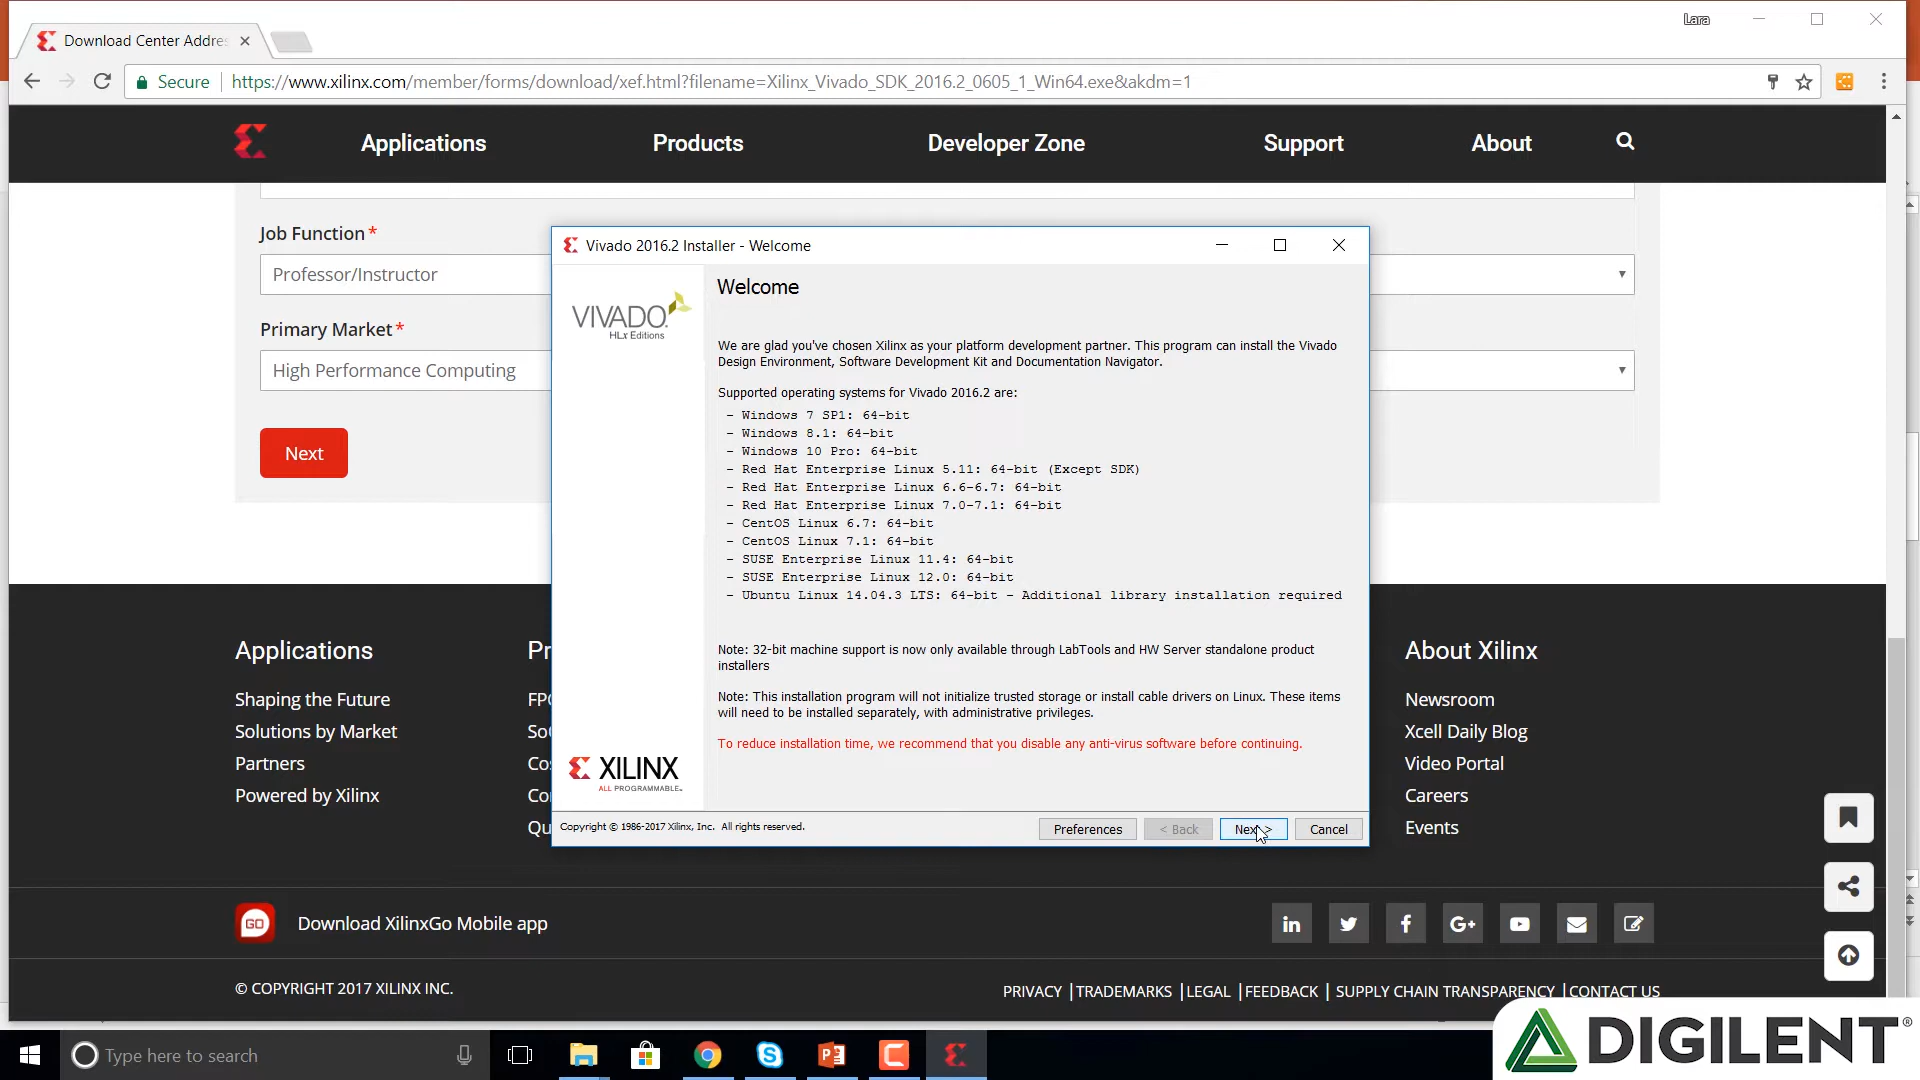 Lara
Download Center Addre
Secure
https://www.xilinx.com/member/forms/download/xef.html?filename=Xilinx_Vivado_SDK_2016.2_0605_1_Win64.exe&akdm=1
Applications
Products
Developer Zone
Support
About
Job Function *
Professor/Instructor
Primary Market *
High Performance Computing
Next
Vivado 2016.2 Installer - Welcome
VIVADO.
HLx Editions
Welcome
We are glad you've chosen Xilinx as your platform development partner. This program can install the Vivado
Design Environment, Software Development Kit and Documentation Navigator.
Supported operating systems for Vivado 2016.2 are:
- Windows 7 SP1: 64-bit
- Windows 8.1: 64-bit
- Windows 10 Pro: 64-bit
- Red Hat Enterprise Linux 5.11: 64-bit (Except SDK)
- Red Hat Enterprise Linux 6.6-6.7: 64-bit
- Red Hat Enterprise Linux 7.0-7.1: 64-bit
- CentOS Linux 6.7: 64-bit
- CentOS Linux 7.1: 64-bit
- SUSE Enterprise Linux 11.4: 64-bit
- SUSE Enterprise Linux 12.0: 64-bit
- Ubuntu Linux 14.04.3 LTS: 64-bit - Additional library installation required
Note: 32-bit machine support is now only available through LabTools and HW Server standalone product
installers
Note: This installation program will not initialize trusted storage or install cable drivers on Linux. These items
will need to be installed separately, with administrative privileges.
To reduce installation time, we recommend that you disable any anti-virus software before continuing.
XILINX
ALL PROGRAMMABLE™
Copyright © 1986-2017 Xilinx, Inc. All rights reserved.
Preferences
< Back
Next >
Cancel
Applications
Shaping the Future
Solutions by Market
Partners
Powered by Xilinx
Pr
FPG
So
Cos
Co
Qu
About Xilinx
Newsroom
Xcell Daily Blog
Video Portal
Careers
Events
GO
Download XilinxGo Mobile app
in
f
G+
© COPYRIGHT 2017 XILINX INC.
PRIVACY | TRADEMARKS | LEGAL | FEEDBACK | SUPPLY CHAIN TRANSPARENCY | CONTACT US
Type here to search
DIGILENT®